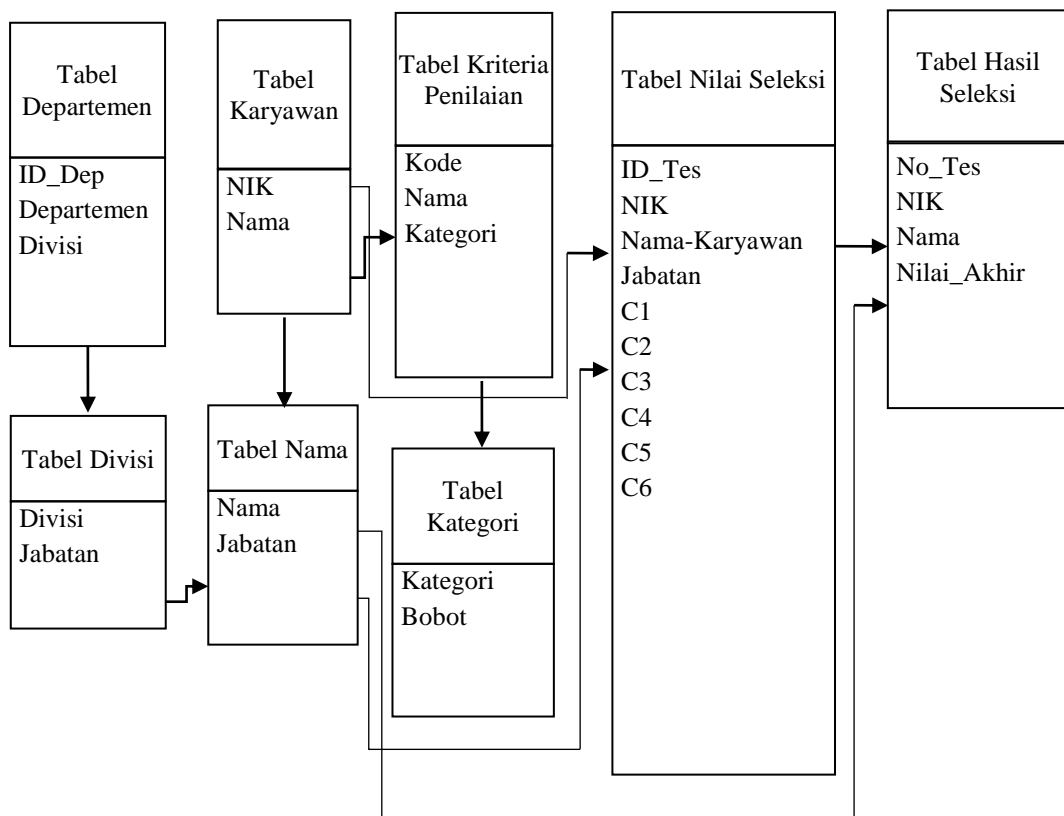 Tabel
Departemen
ID_Dep
Departemen
Divisi
Tabel
Karyawan
NIK
Nama
Tabel Kriteria
Penilaian
Kode
Nama
Kategori
Tabel Nilai Seleksi
ID_Tes
NIK
Nama-Karyawan
Jabatan
C1
C2
C3
C4
C5
C6
Tabel Hasil
Seleksi
No_Tes
NIK
Nama
Nilai_Akhir
Tabel Divisi
Divisi
Jabatan
Tabel Nama
Nama
Jabatan
Tabel
Kategori
Kategori
Bobot